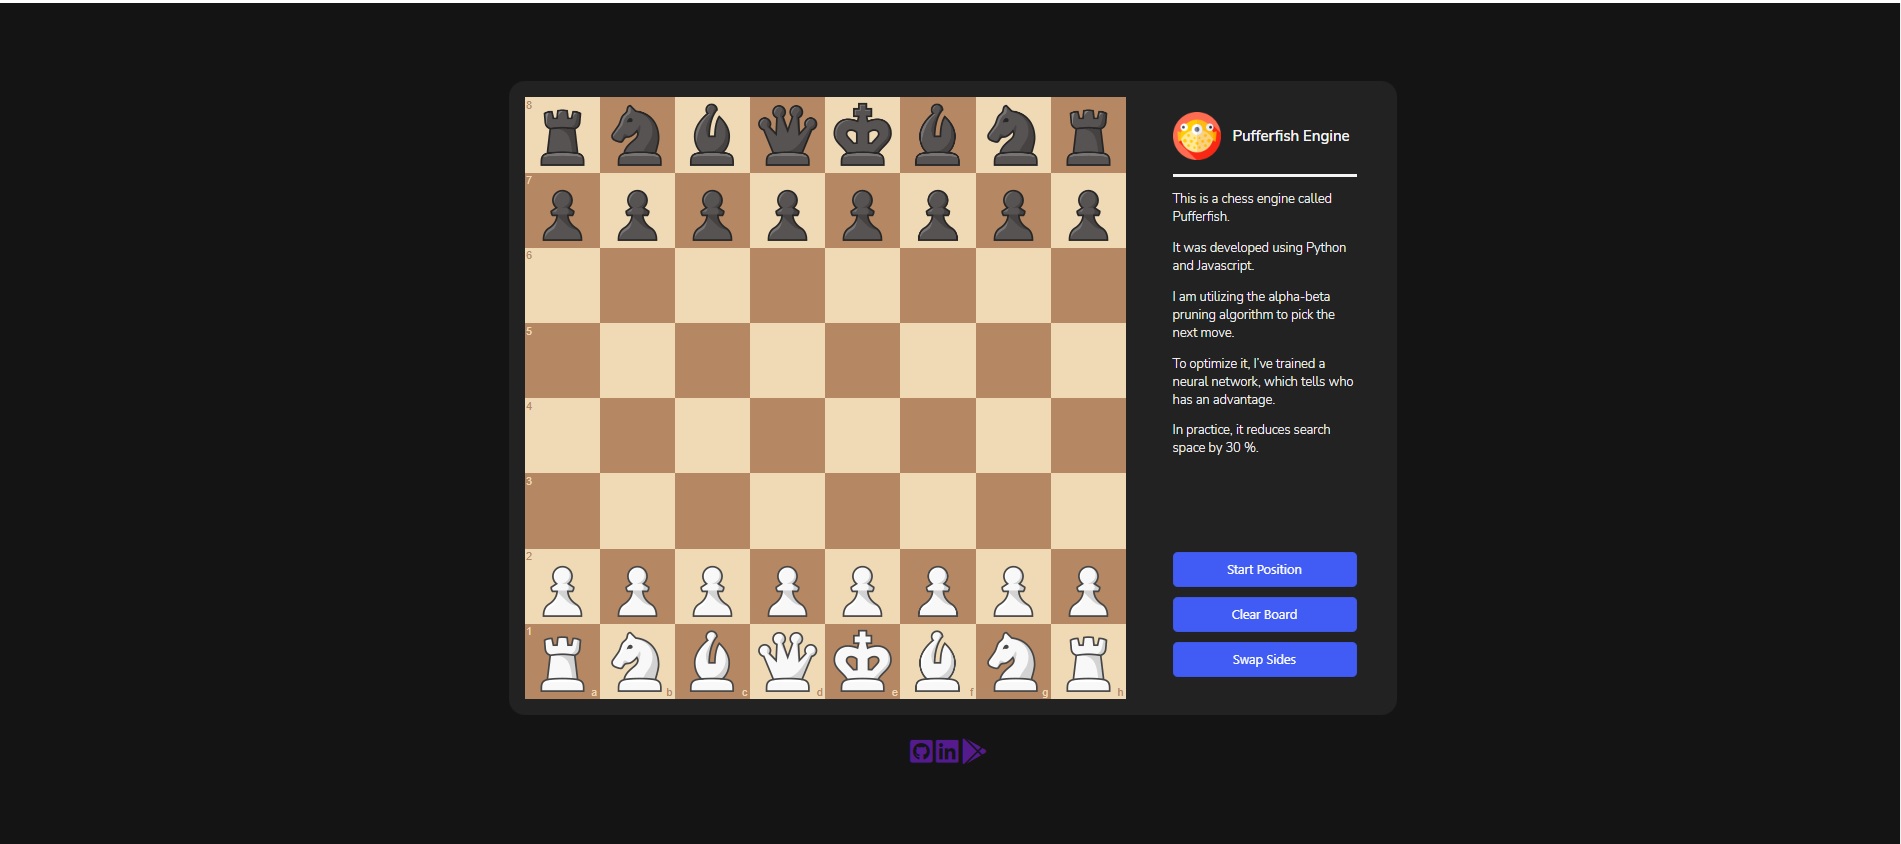 8
Pufferfish Engine
7
This is a chess engine called
Pufferfish.
It was developed using Python
and Javascript.
6
I am utilizing the alpha-beta
pruning algorithm to pick the
next move.
5
To optimize it, I've trained a
neural network, which tells who
has an advantage.
4
In practice, it reduces search
space by 30 %.
3
2
Start Position
Clear Board
1
Swap Sides
a b c d e f g h
in